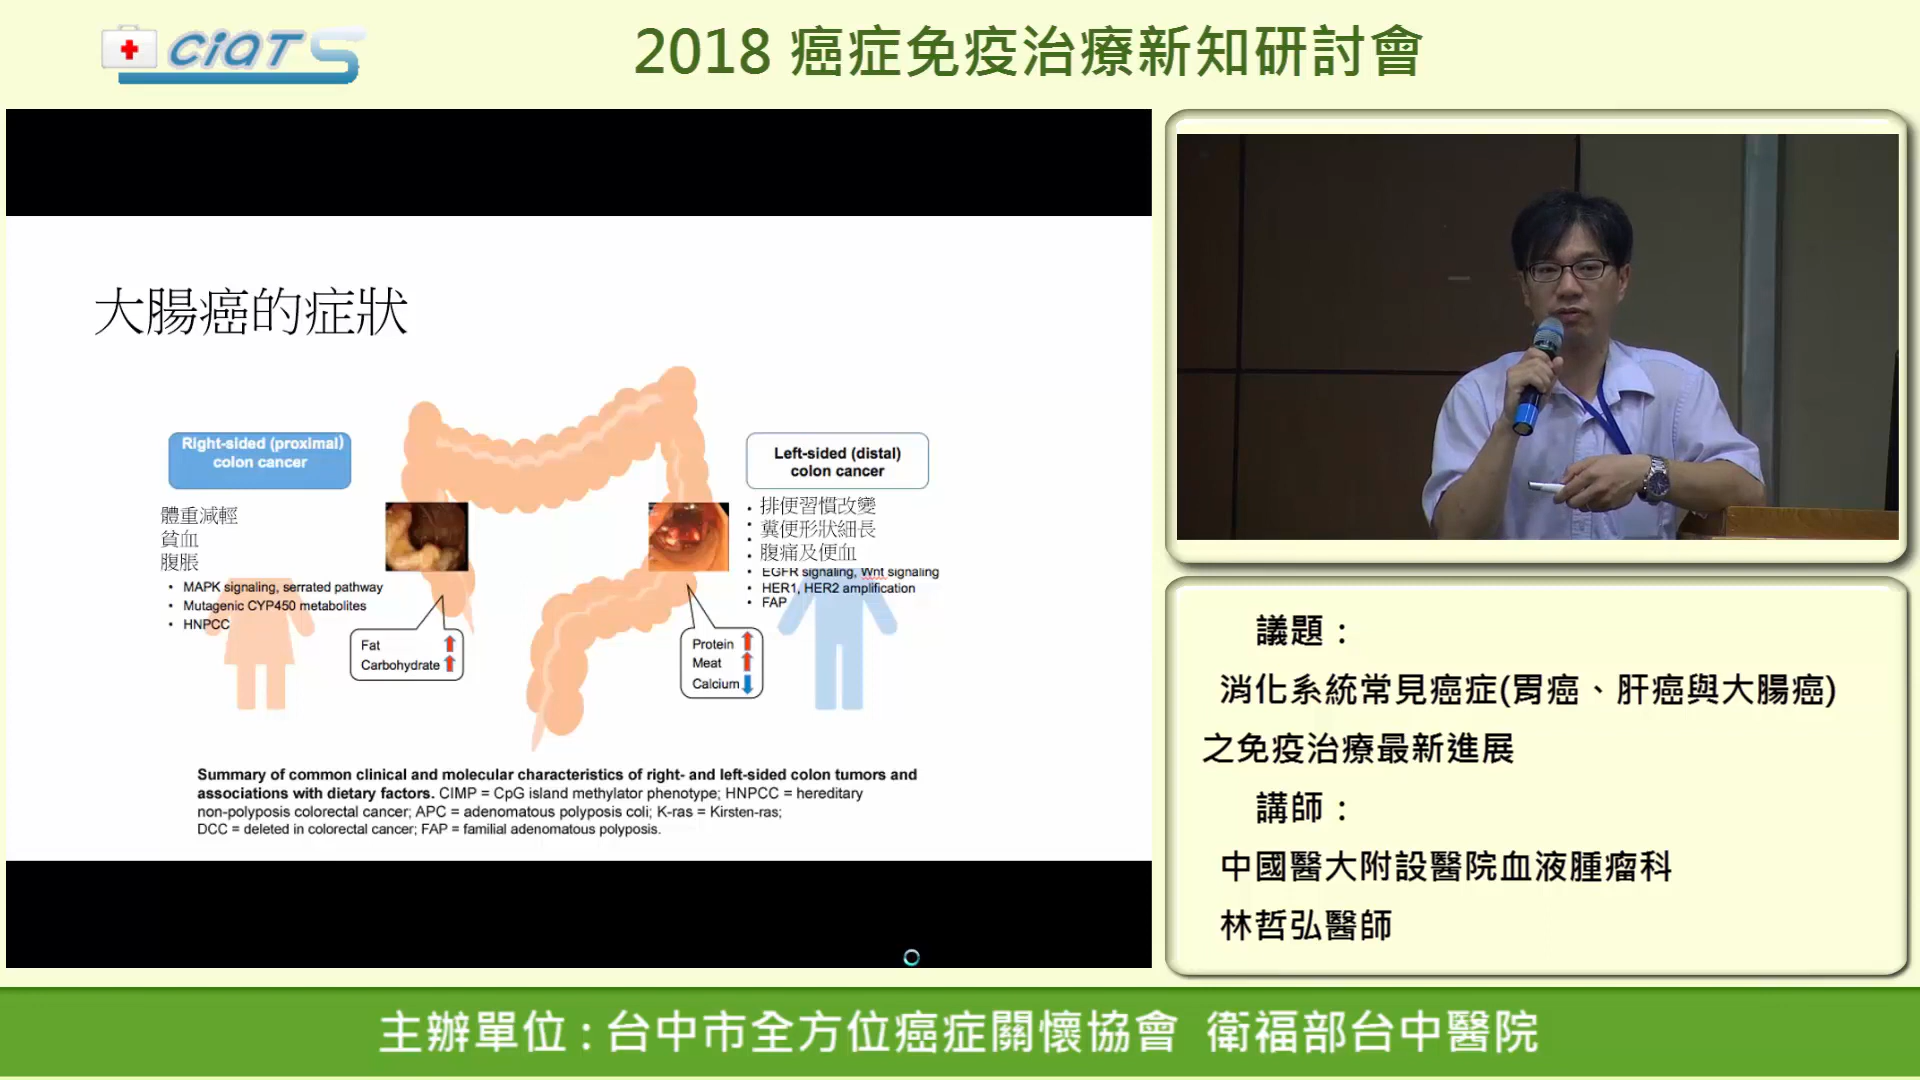 CiATS
2018 癌症免疫治療新知研討會
大腸癌的症狀
Right-sided (proximal)
colon cancer
體重減輕
貧血
腹脹
• MAPK signaling, serrated pathway
• Mutagenic CYP450 metabolites
• HNPCC
Fat
Carbohydrate
Left-sided (distal)
colon cancer
• 排便習慣改變
• 糞便形狀細長
• 腹痛及便血
• EGFR signaling, Wnt signaling
• HER1, HER2 amplification
• FAP
Protein
Meat
Calcium
Summary of common clinical and molecular characteristics of right- and left-sided colon tumors and
associations with dietary factors. CIMP = CpG island methylator phenotype; HNPCC = hereditary
non-polyposis colorectal cancer; APC = adenomatous polyposis coli; K-ras = Kirsten-ras;
DCC = deleted in colorectal cancer; FAP = familial adenomatous polyposis.
議題：
消化系統常見癌症(胃癌、肝癌與大腸癌)
之免疫治療最新進展
講師：
中國醫大附設醫院血液腫瘤科
林哲弘醫師
主辦單位 : 台中市全方位癌症關懷協會 衛福部台中醫院